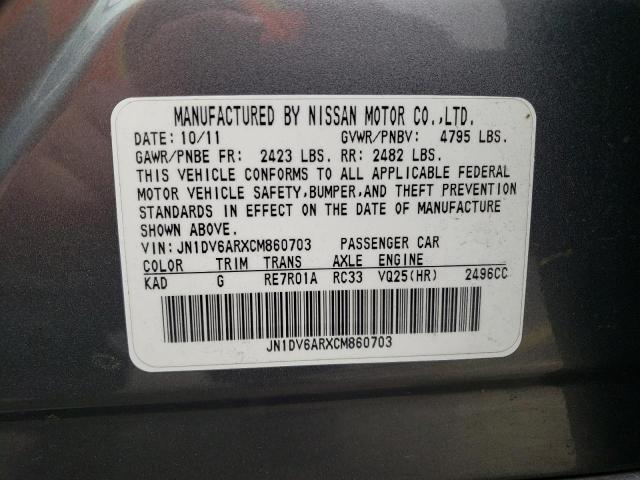 MANUFACTURED BY NISSAN MOTOR CO.,LTD.
DATE: 10/11 GVWR/PNBV: 4795 LBS.
GAWR/PNBE FR: 2423 LBS. RR: 2482 LBS.
THIS VEHICLE CONFORMS TO ALL APPLICABLE FEDERAL
MOTOR VEHICLE SAFETY,BUMPER,AND THEFT PREVENTION
STANDARDS IN EFFECT ON THE DATE OF MANUFACTURE
SHOWN ABOVE.
VIN: JN1DV6ARXCM860703 PASSENGER CAR
COLOR TRIM TRANS AXLE ENGINE
KAD G RE7R01A RC33 VQ25(HR) 2496CC
JN1DV6ARXCM860703